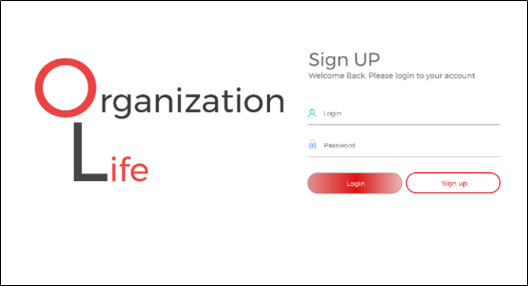 Organization
Life
Sign UP
Welcome Back, Please login to your account
Login
Password
Login
Sign up